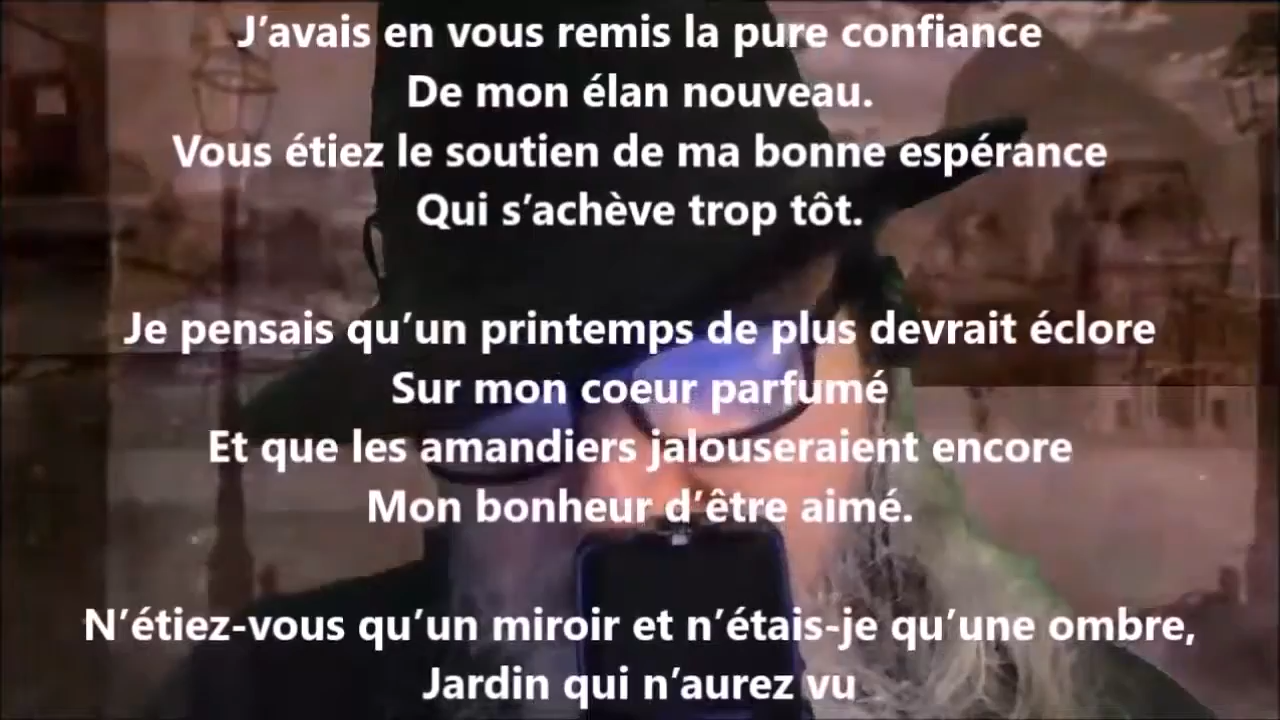 J’avais en vous remis la pure confiance
De mon élan nouveau.
Vous étiez le soutien de ma bonne espérance
Qui s’achève trop tôt.
Je pensais qu’un printemps de plus devrait éclore
Sur mon coeur parfumé
Et que les amandiers jalouseraient encore
Mon bonheur d’être aimé.
N’étiez-vous qu’un miroir et n’étais-je qu’une ombre,
Jardin qui n’aurez vu